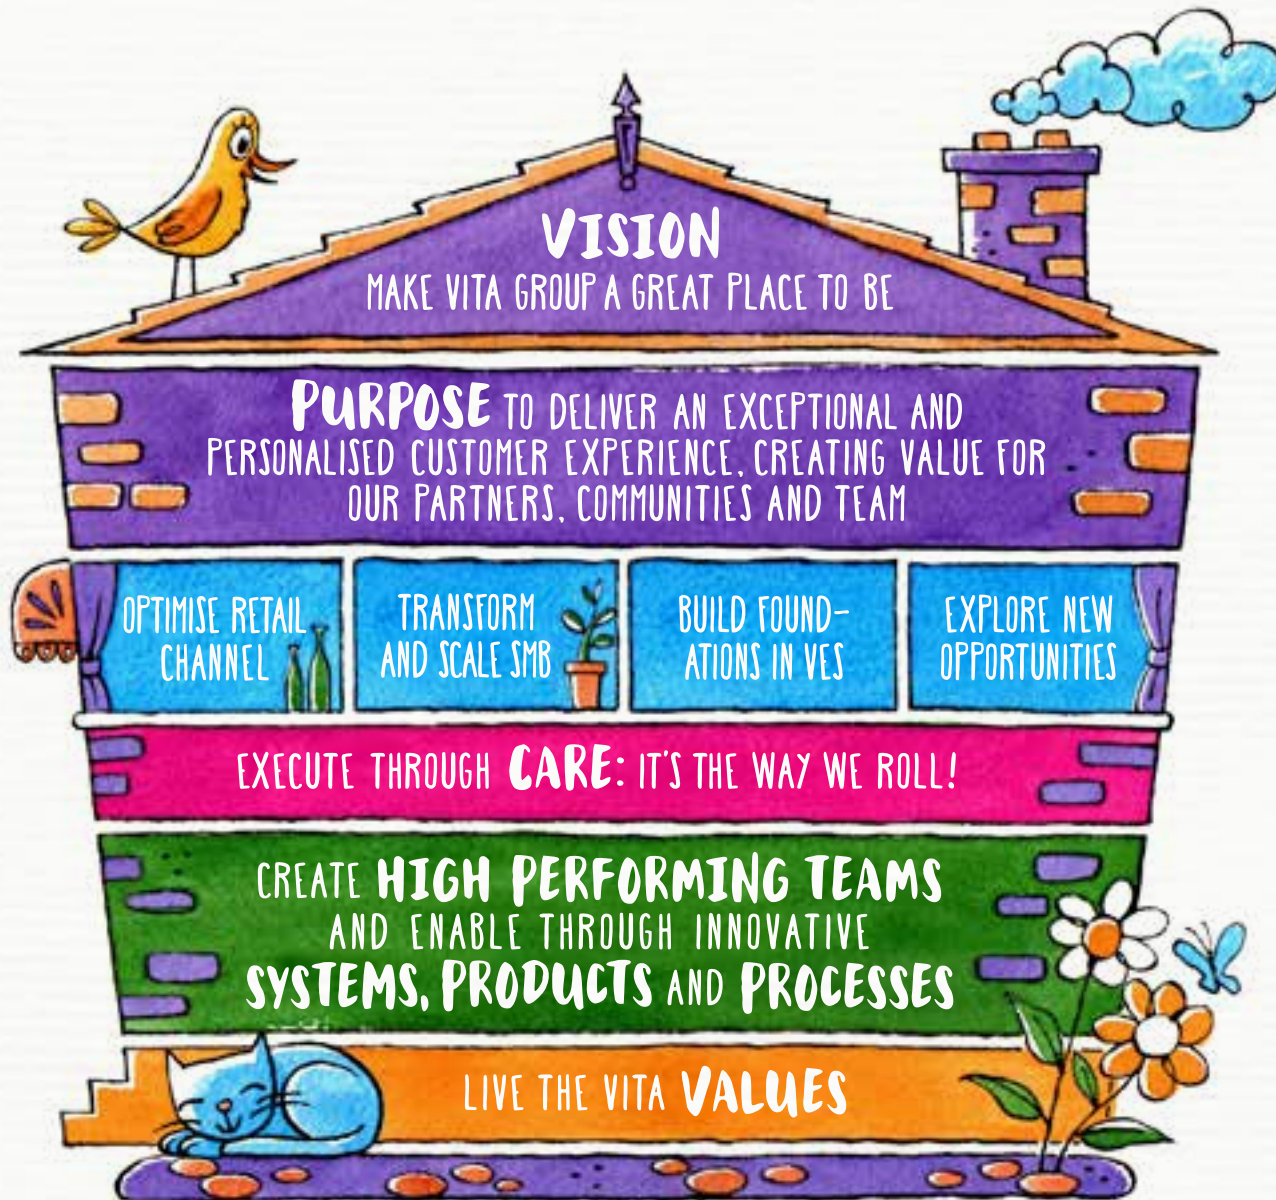 VISION
MAKE VITA GROUP A GREAT PLACE TO BE
PURPOSE TO DELIVER AN EXCEPTIONAL AND
PERSONALISED CUSTOMER EXPERIENCE, CREATING VALUE FOR
OUR PARTNERS, COMMUNITIES AND TEAM
OPTIMISE RETAIL
CHANNEL
TRANSFORM
AND SCALE SMB
BUILD FOUND-
ATIONS IN VES
EXPLORE NEW
OPPORTUNITIES
EXECUTE THROUGH CARE: IT'S THE WAY WE ROLL!
CREATE HIGH PERFORMING TEAMS
AND ENABLE THROUGH INNOVATIVE
SYSTEMS, PRODUCTS AND PROCESSES
LIVE THE VITA VALUES